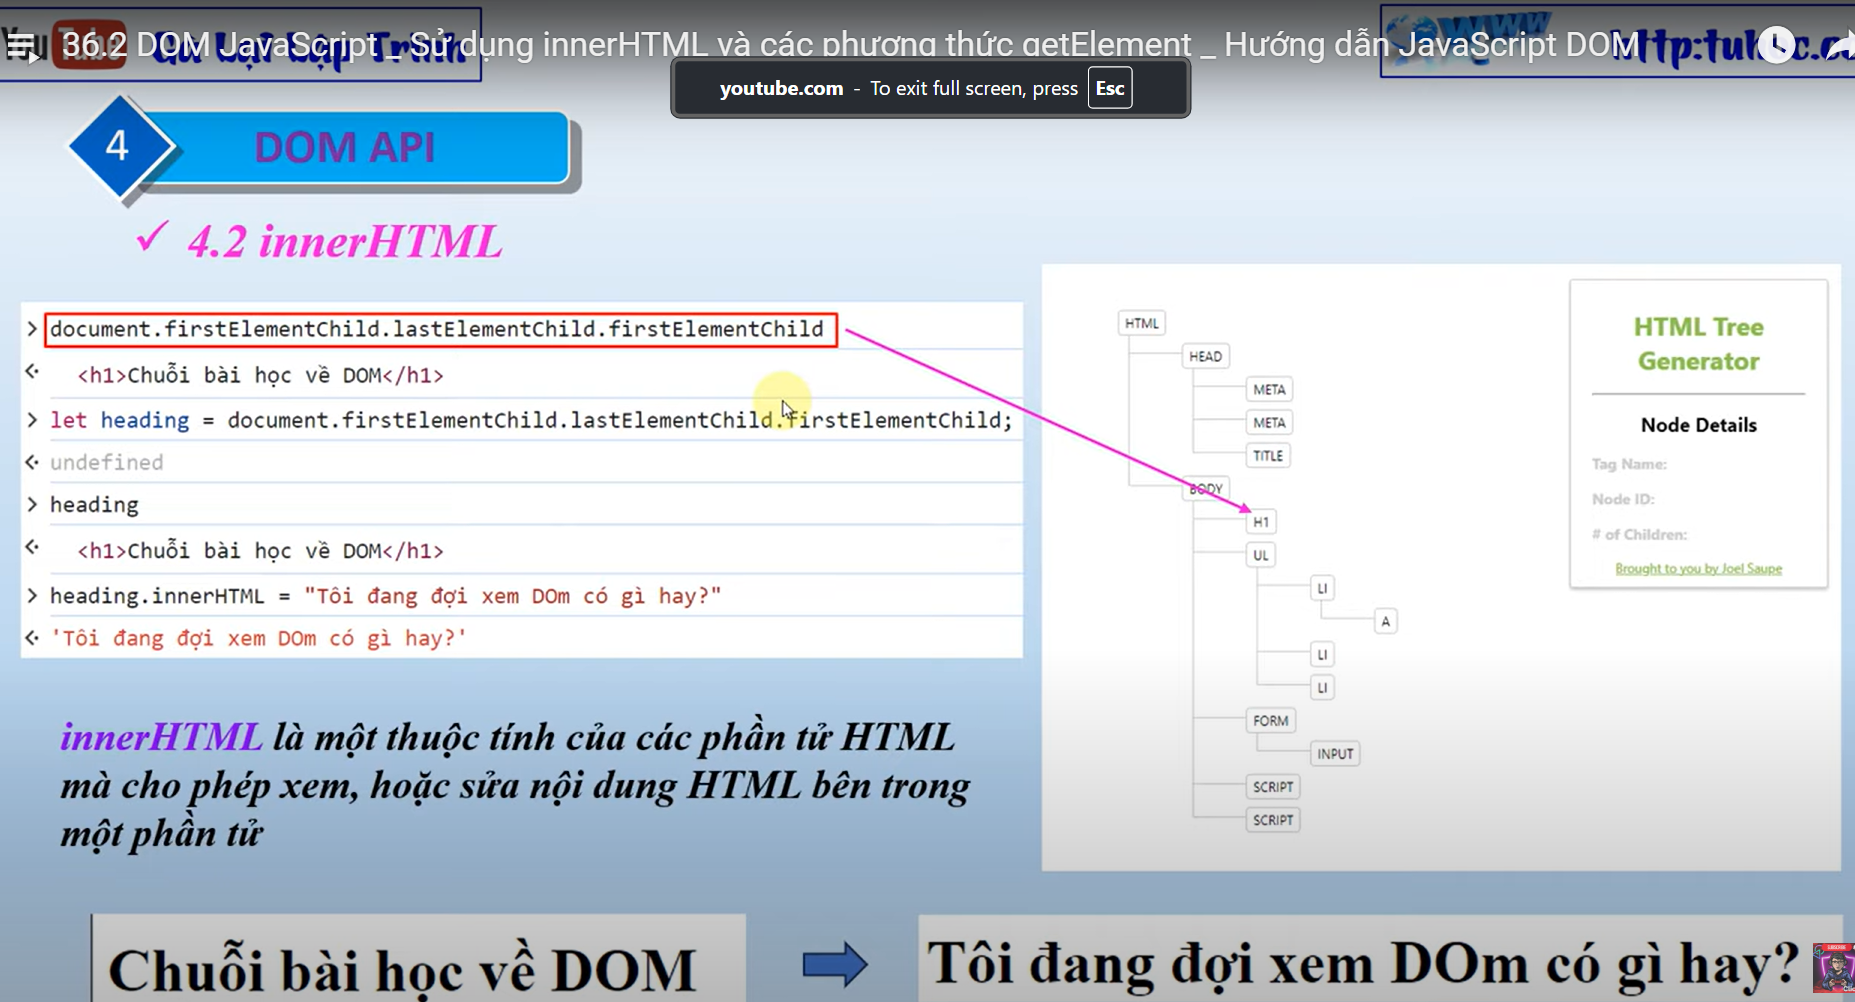 36.2 DOM JavaScript _ Sử dụng innerHTML và các phương thức getElement _ Hướng dẫn JavaScript DOM
youtube.com - To exit full screen, press Esc
4
DOM API
✓ 4.2 innerHTML
> document.firstElementChild.lastElementChild.firstElementChild
<h1>Chuỗi bài học về DOM</h1>
> let heading = document.firstElementChild.lastElementChild.firstElementChild;
undefined
> heading
<h1>Chuỗi bài học về DOM</h1>
> heading.innerHTML = "Tôi đang đợi xem DOm có gì hay?"
'Tôi đang đợi xem DOm có gì hay?'
innerHTML là một thuộc tính của các phần tử HTML
mà cho phép xem, hoặc sửa nội dung HTML bên trong
một phần tử
HTML
HEAD
META
META
TITLE
BODY
H1
UL
LI
A
LI
LI
FORM
INPUT
SCRIPT
SCRIPT
HTML Tree
Generator
Node Details
Tag Name:
Node ID:
# of Children:
Brought to you by Joel Saupe
Chuỗi bài học về DOM
Tôi đang đợi xem DOm có gì hay?